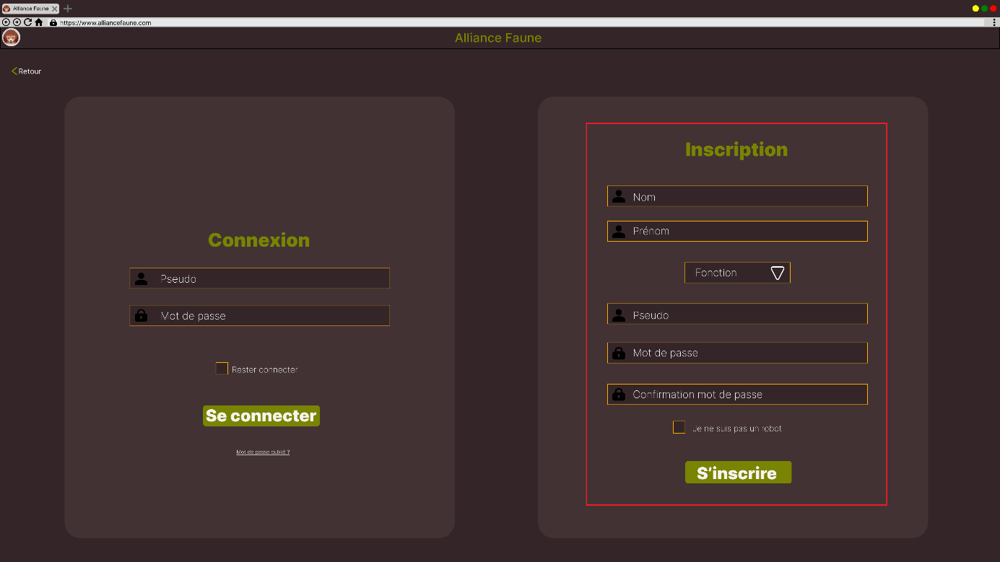 Alliance Faune
https://www.alliancefaune.com
Alliance Faune
Retour
Connexion
Pseudo
Mot de passe
Rester connecter
Se connecter
Mot de passe oublié ?
Inscription
Nom
Prénom
Fonction
Pseudo
Mot de passe
Confirmation mot de passe
Je ne suis pas un robot
S'inscrire